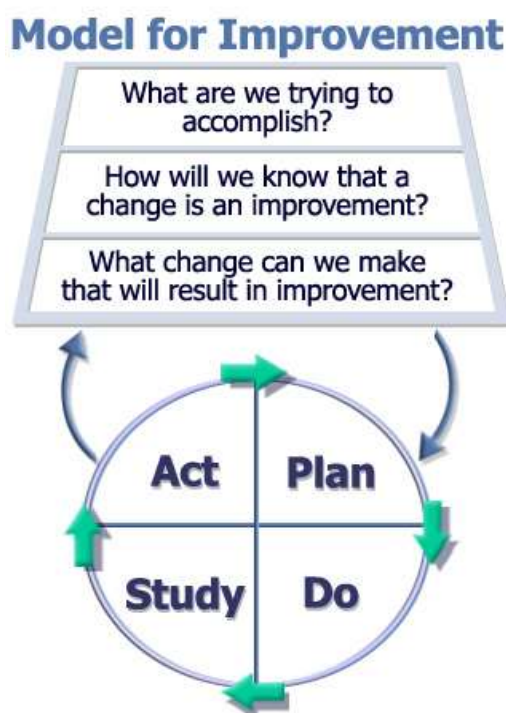 Model for Improvement
What are we trying to
accomplish?
How will we know that a
change is an improvement?
What change can we make
that will result in improvement?
Act
Plan
Study
Do